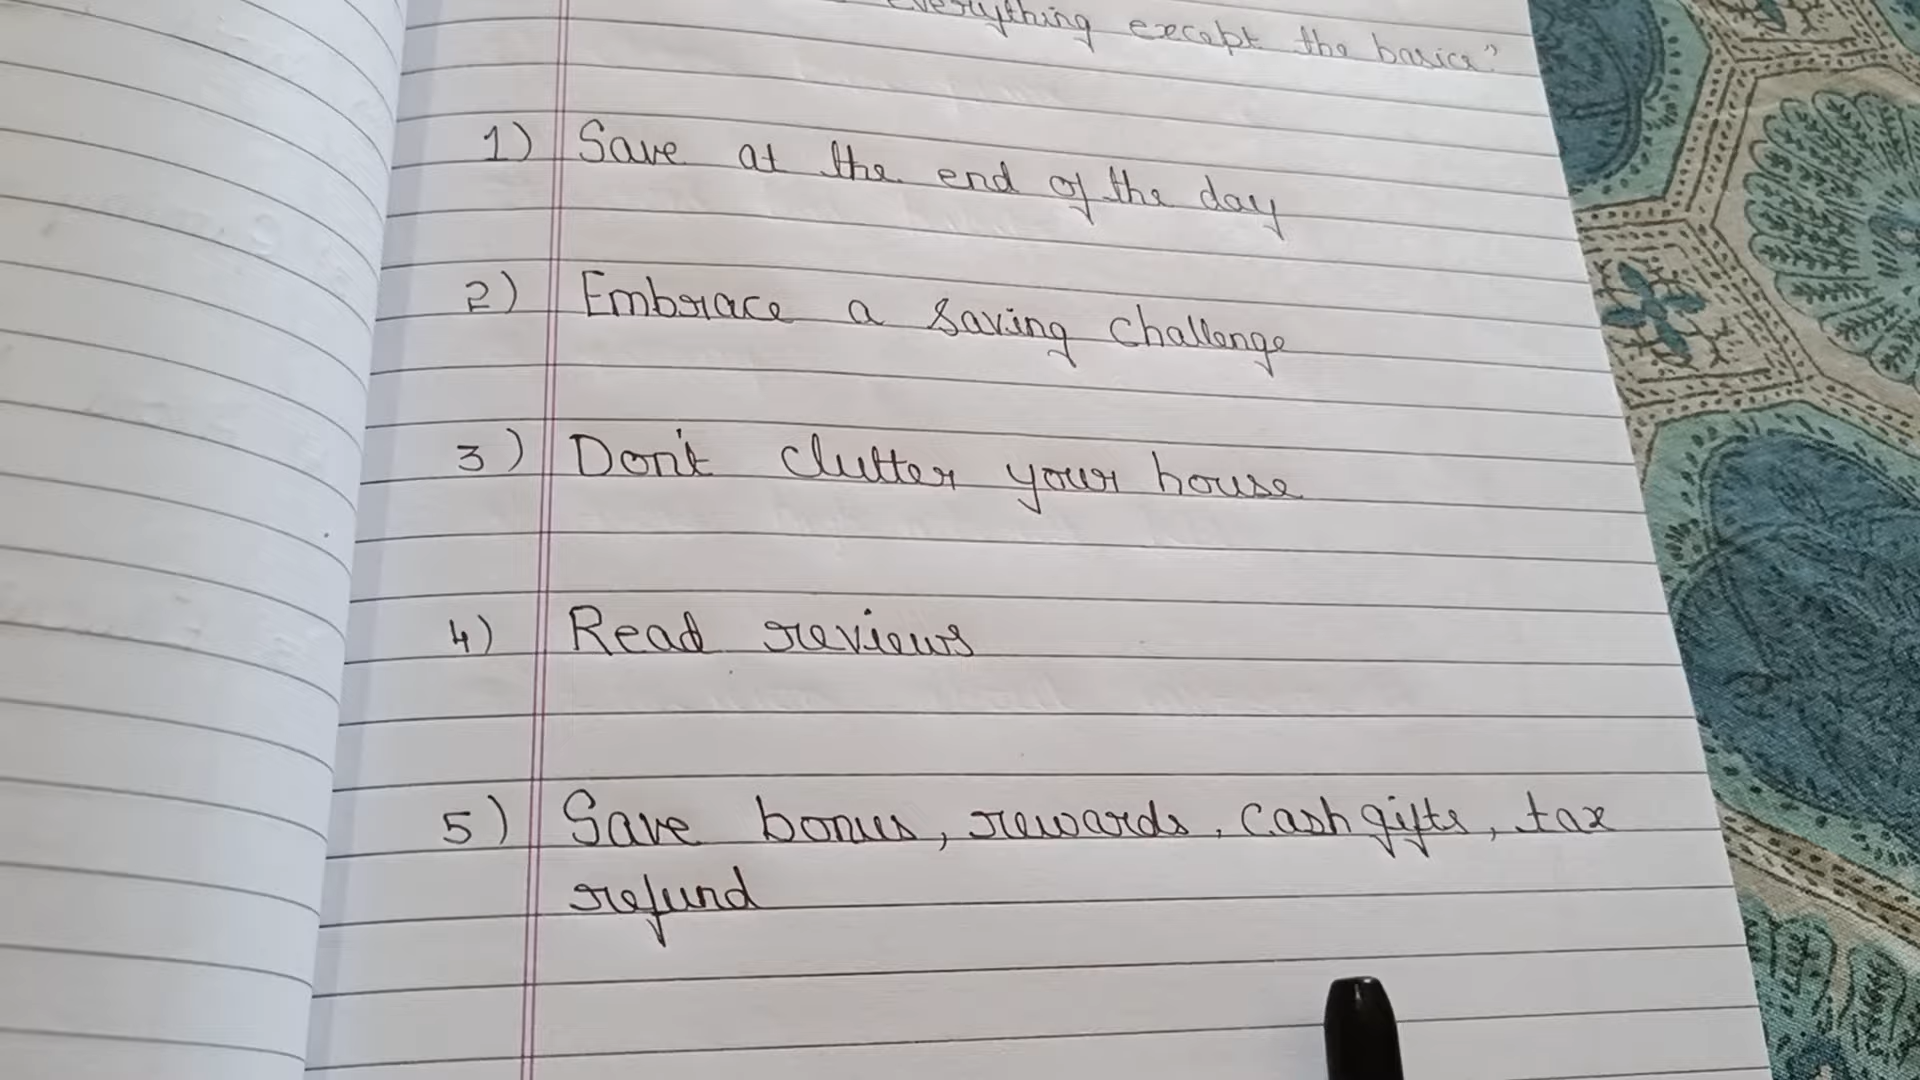 everything except the basics"
1) Save at the end of the day
2) Embrace a saving challenge
3) Don't clutter your house
4) Read reviews
5) Save bonus, rewards, cash gifts, tax
refund